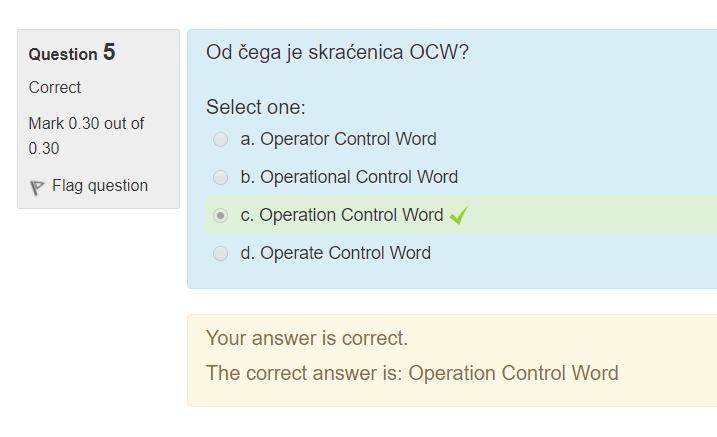 Question 5
Correct
Mark 0.30 out of
0.30
Flag question
Od čega je skraćenica OCW?
Select one:
a. Operator Control Word
b. Operational Control Word
c. Operation Control Word
d. Operate Control Word
Your answer is correct.
The correct answer is: Operation Control Word